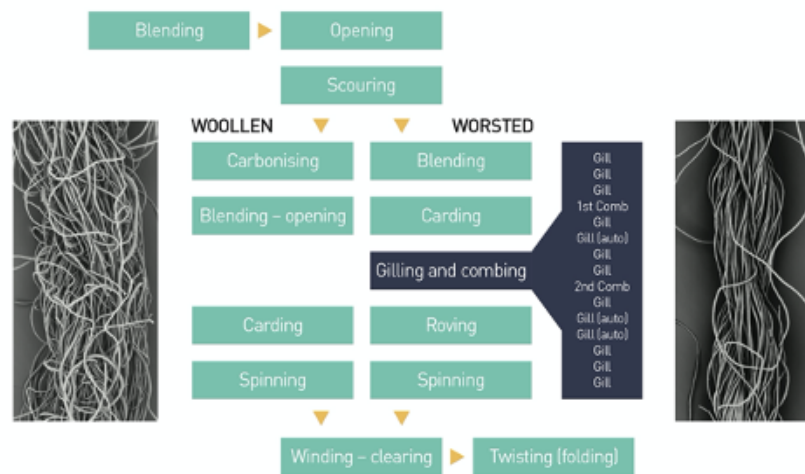 Blending
Opening
Scouring
WOOLLEN
WORSTED
Carbonising
Blending
Blending – opening
Carding
Gilling and combing
Carding
Roving
Spinning
Spinning
Winding – clearing
Twisting (folding)
Gill
Gill
Gill
1st Comb
Gill
Gill (auto)
Gill
Gill
2nd Comb
Gill
Gill (auto)
Gill (auto)
Gill
Gill
Gill